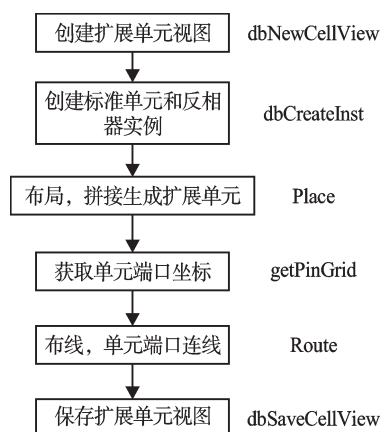 创建扩展单元视图 dbNewCellView
创建标准单元和反相
器实例 dbCreateInst
布局，拼接生成扩展单元 Place
获取单元端口坐标 getPinGrid
布线，单元端口连线 Route
保存扩展单元视图 dbSaveCellView